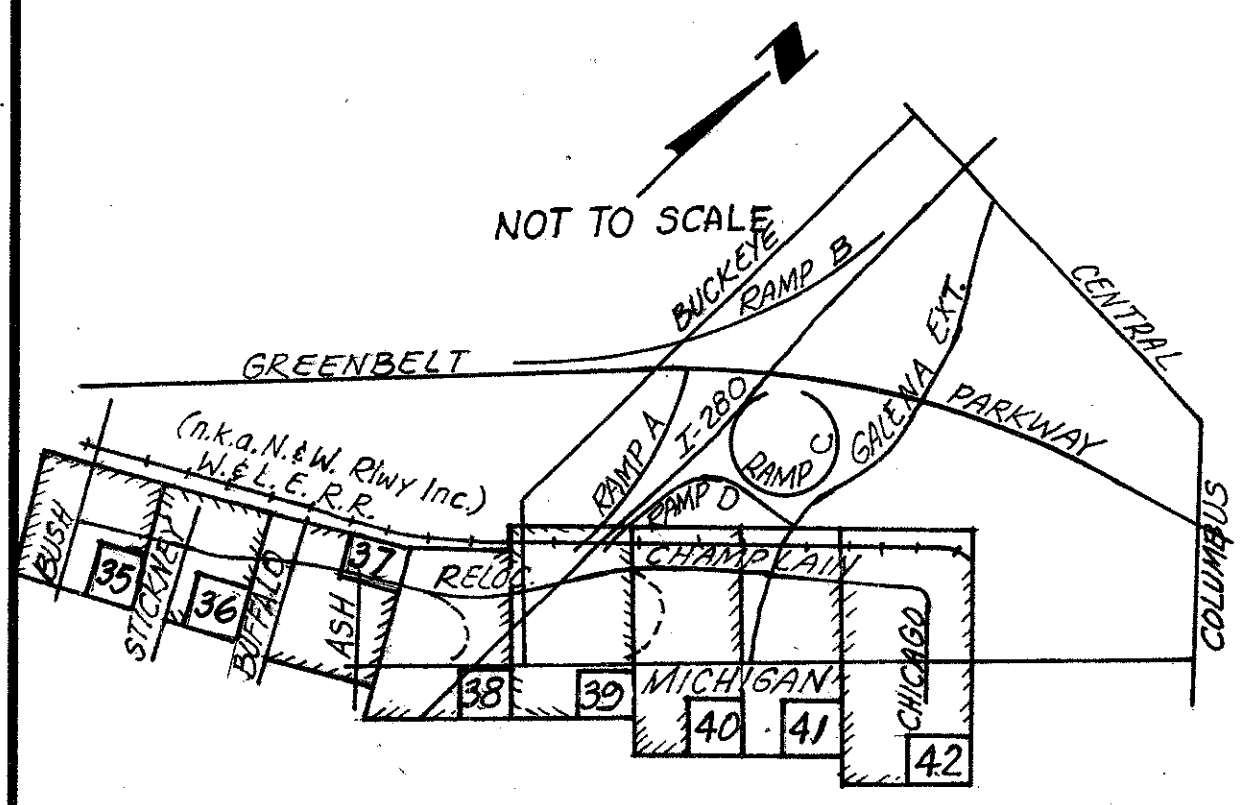 N
NOT TO SCALE
BUCKEYE
RAMP B
CENTRAL
GALENA EXT.
GREENBELT
PARKWAY
(n.k.a. N. & W. Rlwy Inc.)
W. & L. E. R.R.
RAMP A
I-280
RAMP C
RAMP D
COLUMBUS
BUSH
35
STICKNEY
36
BUFFALO
37
ASH
RELOC.
CHAMPLAIN
38
39
MICHIGAN
40
41
CHICAGO
42